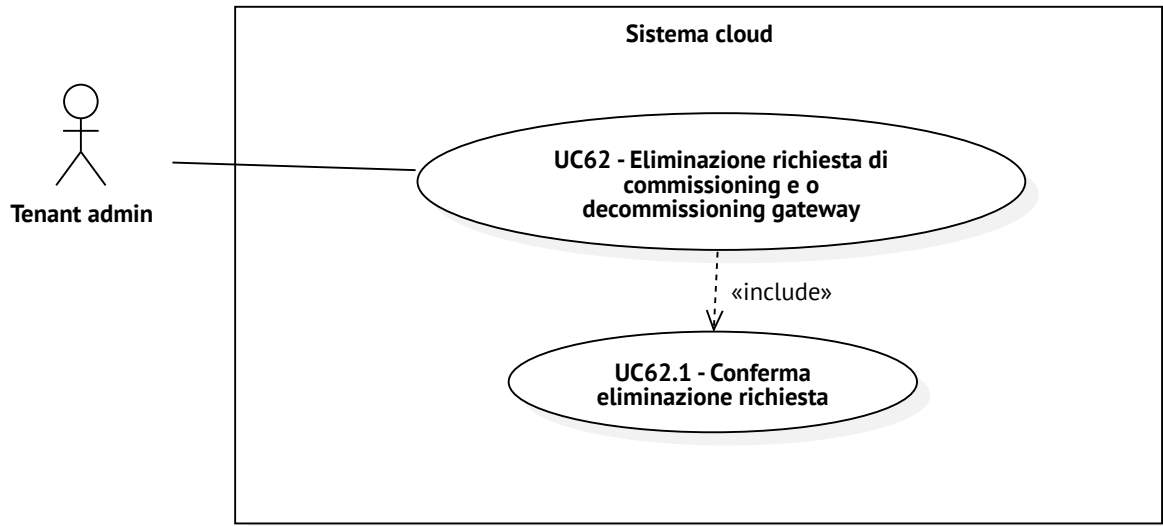 Sistema cloud
UC62 - Eliminazione richiesta di
commissioning e o
decommissioning gateway
Tenant admin
«include»
UC62.1 - Conferma
eliminazione richiesta